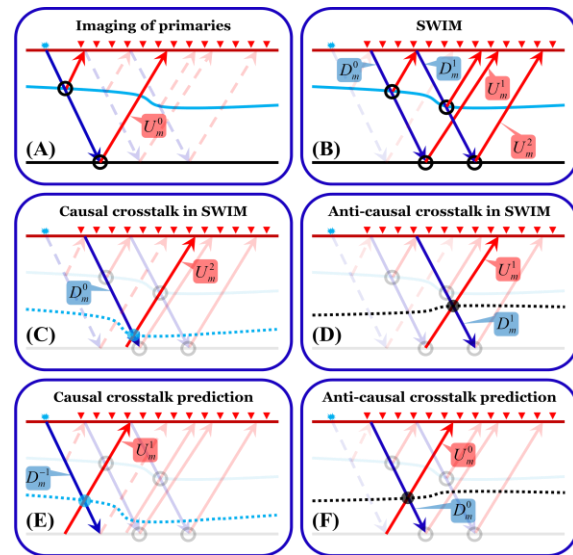 Imaging of primaries
U_m^0
(A)
SWIM
D_m^0
D_m^1
U_m^1
U_m^2
(B)
Causal crosstalk in SWIM
D_m^0
U_m^2
(C)
Anti-causal crosstalk in SWIM
U_m^1
D_m^1
(D)
Causal crosstalk prediction
D_m^{-1}
U_m^1
(E)
Anti-causal crosstalk prediction
U_m^0
D_m^0
(F)